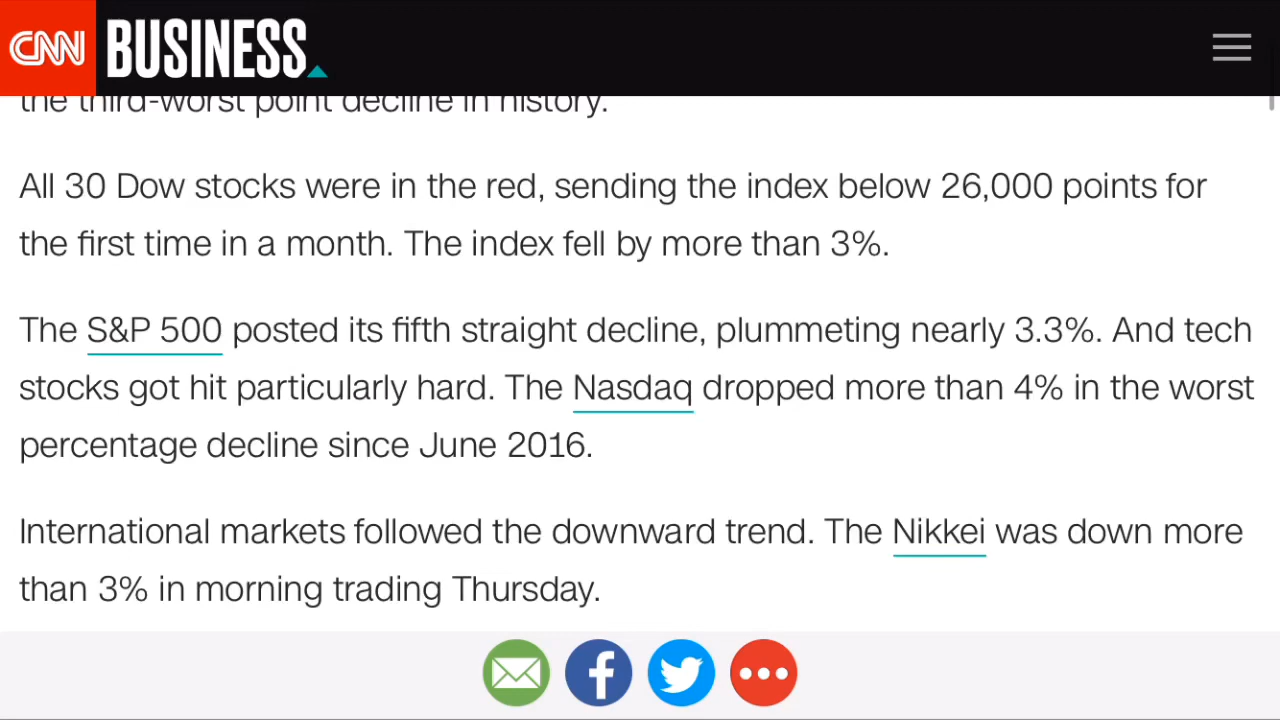 CNN BUSINESS
the third-worst point decline in history.
All 30 Dow stocks were in the red, sending the index below 26,000 points for
the first time in a month. The index fell by more than 3%.
The S&P 500 posted its fifth straight decline, plummeting nearly 3.3%. And tech
stocks got hit particularly hard. The Nasdaq dropped more than 4% in the worst
percentage decline since June 2016.
International markets followed the downward trend. The Nikkei was down more
than 3% in morning trading Thursday.